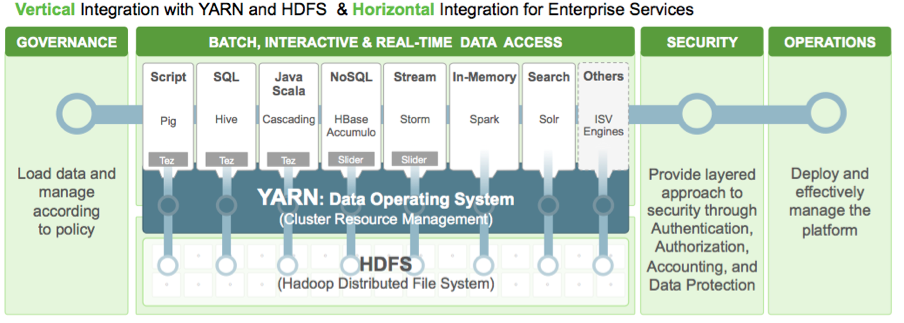 Vertical Integration with YARN and HDFS & Horizontal Integration for Enterprise Services
GOVERNANCE
Load data and
manage
according
to policy
BATCH, INTERACTIVE & REAL-TIME DATA ACCESS
Script
Pig
Tez
SQL
Hive
Tez
Java
Scala
Cascading
Tez
NoSQL
HBase
Accumulo
Slider
Stream
Storm
Slider
In-Memory
Spark
Search
Solr
Others
ISV
Engines
YARN: Data Operating System
(Cluster Resource Management)
HDFS
(Hadoop Distributed File System)
SECURITY
Provide layered
approach to
security through
Authentication,
Authorization,
Accounting, and
Data Protection
OPERATIONS
Deploy and
effectively
manage the
platform